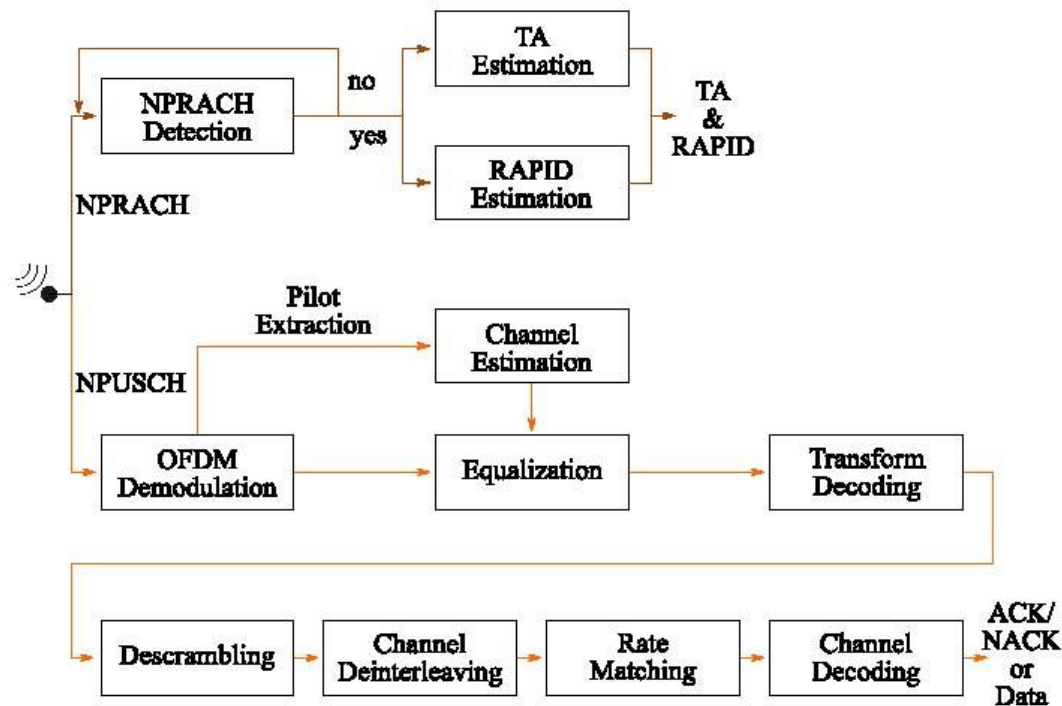 TA
Estimation
no
NPRACH
Detection
yes
TA
&
RAPID
RAPID
Estimation
NPRACH
Pilot
Extraction
Channel
Estimation
NPUSCH
OFDM
Demodulation
Equalization
Transform
Decoding
Descrambling
Channel
Deinterleaving
Rate
Matching
Channel
Decoding
ACK/
NACK
or
Data